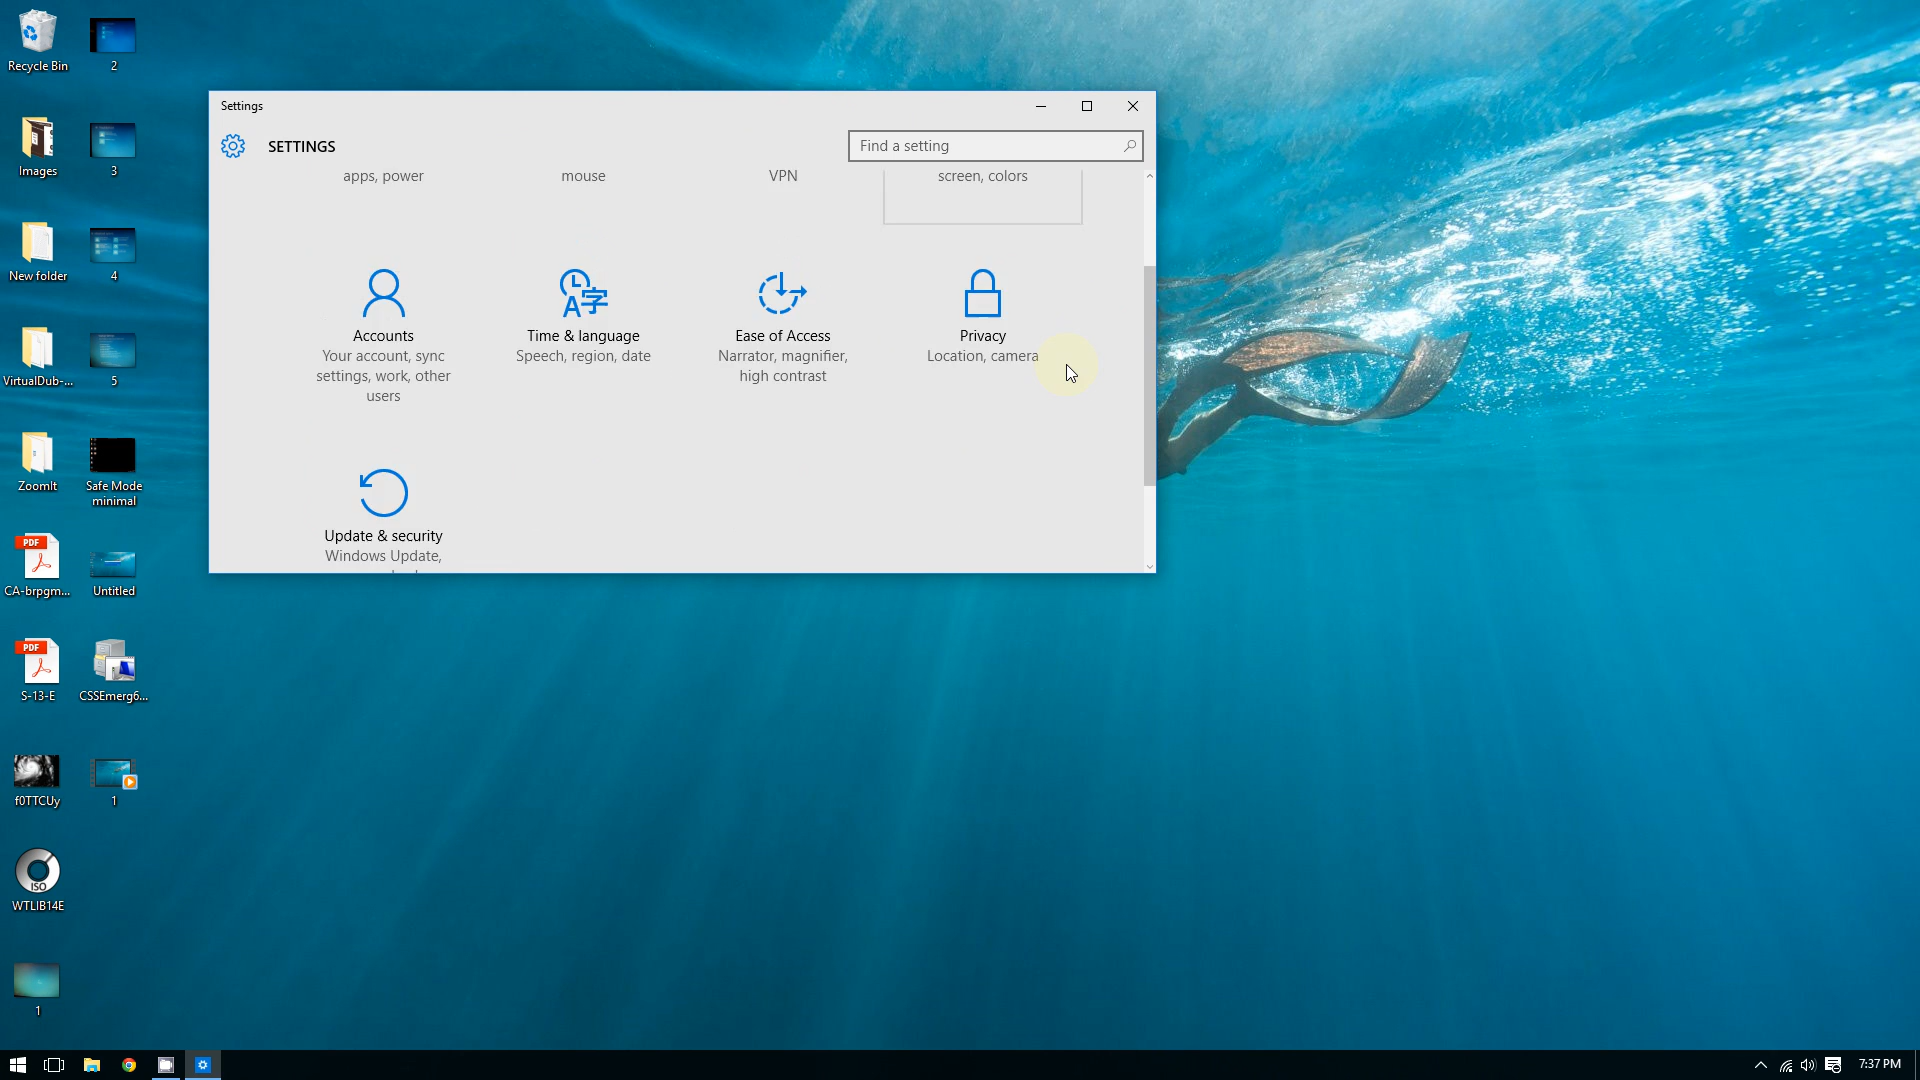 Recycle Bin
2
Images
3
New folder
4
VirtualDub-...
5
ZoomIt
Safe Mode
minimal
PDF
CA-brpgm...
Untitled
PDF
S-13-E
CSSEmerg6...
f0TTCUy
1
ISO
WTLIB14E
1
Settings
SETTINGS
Find a setting
apps, power
mouse
VPN
screen, colors
Accounts
Your account, sync
settings, work, other
users
A字
Time & language
Speech, region, date
Ease of Access
Narrator, magnifier,
high contrast
Privacy
Location, camera
Update & security
Windows Update,
7:37 PM